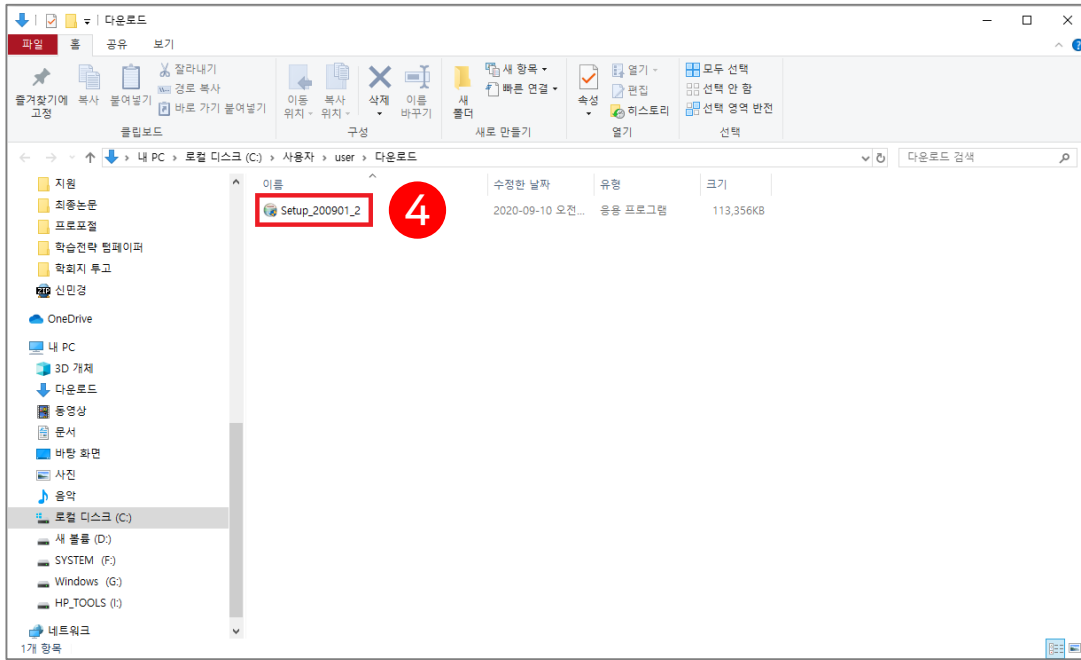 다운로드
파일 홈 공유 보기
즐겨찾기에 고정
복사
붙여넣기
잘라내기
경로 복사
바로 가기 붙여넣기
클립보드
이동 위치
복사 위치
삭제
이름 바꾸기
구성
새 폴더
새 항목
빠른 연결
새로 만들기
속성
열기
편집
히스토리
열기
모두 선택
선택 안 함
선택 영역 반전
선택
내 PC › 로컬 디스크 (C:) › 사용자 › user › 다운로드
다운로드 검색
이름 수정한 날짜 유형 크기
Setup_200901_2 2020-09-10 오전... 응용 프로그램 113,356KB
4
지원
최종논문
프로포절
학습전략 텀페이퍼
학회지 투고
ZIP 신민경
OneDrive
내 PC
3D 개체
다운로드
동영상
문서
바탕 화면
사진
음악
로컬 디스크 (C:)
새 볼륨 (D:)
SYSTEM (F:)
Windows (G:)
HP_TOOLS (I:)
네트워크
1개 항목